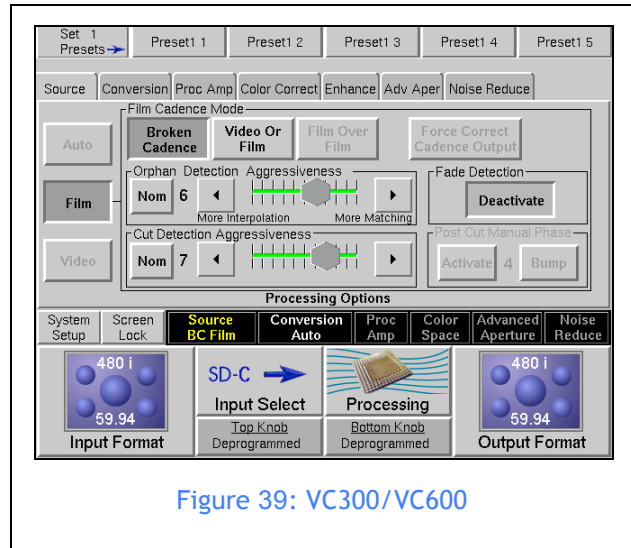 Set 1
Presets
Preset1 1
Preset1 2
Preset1 3
Preset1 4
Preset1 5
Source
Conversion
Proc Amp
Color Correct
Enhance
Adv Aper
Noise Reduce
Film Cadence Mode
Auto
Broken
Cadence
Video Or
Film
Film Over
Film
Force Correct
Cadence Output
Film
Orphan Detection Aggressiveness
Nom 6
More Interpolation
More Matching
Fade Detection
Deactivate
Video
Cut Detection Aggressiveness
Nom 7
Post Cut Manual Phase
Activate 4 Bump
Processing Options
System
Setup
Screen
Lock
Source
BC Film
Conversion
Auto
Proc
Amp
Color
Space
Advanced
Aperture
Noise
Reduce
480 i
59.94
Input Format
SD-C
Input Select
Processing
Top Knob
Deprogrammed
Bottom Knob
Deprogrammed
480 i
59.94
Output Format
Figure 39: VC300/VC600